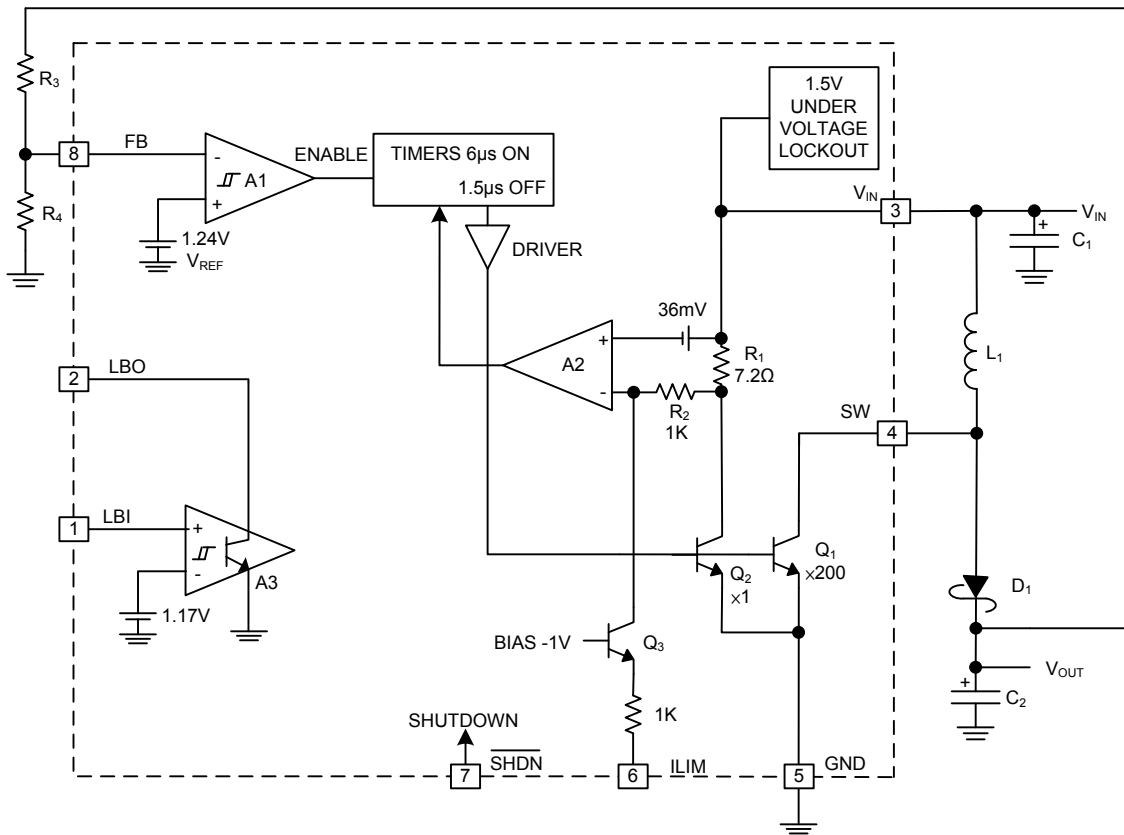 R3
8
FB
-
A1
+
1.24V
VREF
R4
ENABLE
TIMERS 6μs ON
1.5μs OFF
DRIVER
1.5V
UNDER
VOLTAGE
LOCKOUT
VIN
3
VIN
+
C1
36mV
+
A2
-
R1
7.2Ω
R2
1K
L1
SW
4
2
LBO
1
LBI
+
-
A3
1.17V
Q2
×1
Q1
×200
D1
BIAS -1V
Q3
VOUT
+
C2
1K
SHUTDOWN
7
SHDN
6
ILIM
5
GND